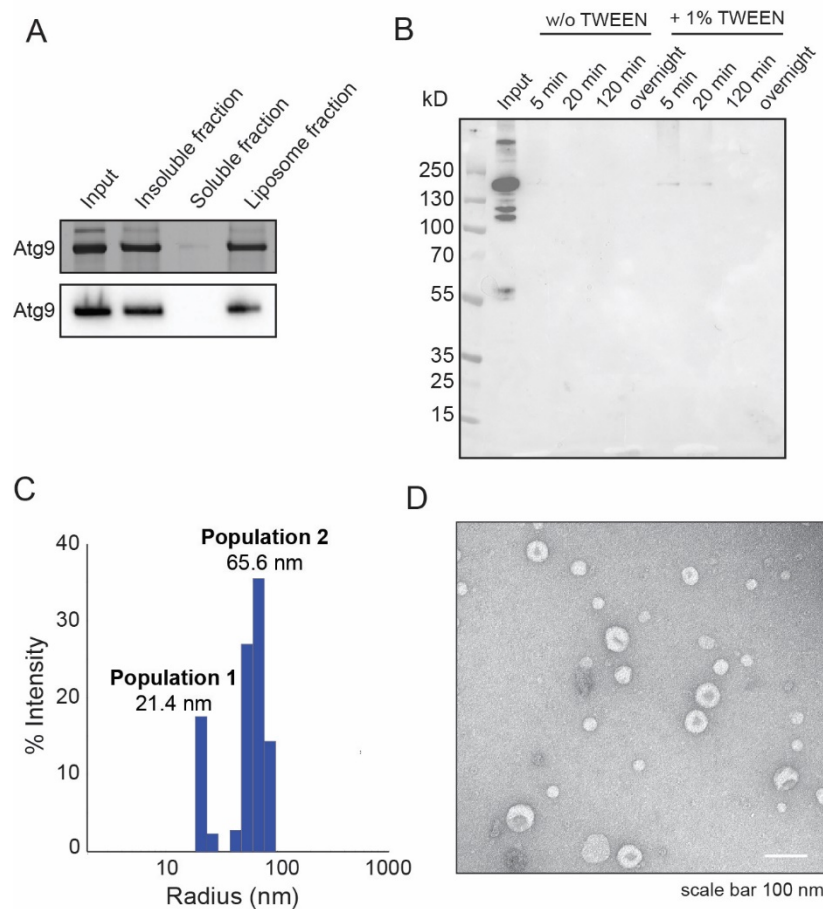 A
Input
Insoluble fraction
Soluble fraction
Liposome fraction
Atg9
Atg9
B
w/o TWEEN
+ 1% TWEEN
kD
Input
5 min
20 min
120 min
overnight
5 min
20 min
120 min
overnight
250
130
100
70
55
35
25
15
C
Population 2
65.6 nm
Population 1
21.4 nm
40
30
20
10
0
% Intensity
10
100
1000
Radius (nm)
D
scale bar 100 nm